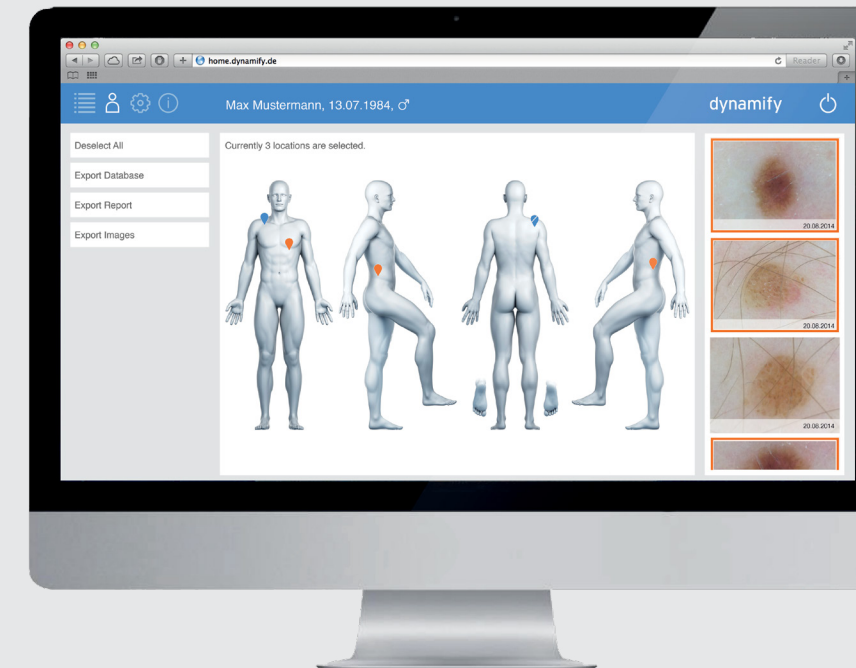 home.dynamify.de
Reader
Max Mustermann, 13.07.1984, ♂
dynamify
Deselect All
Export Database
Export Report
Export Images
Currently 3 locations are selected.
20.08.2014
20.08.2014
20.08.2014